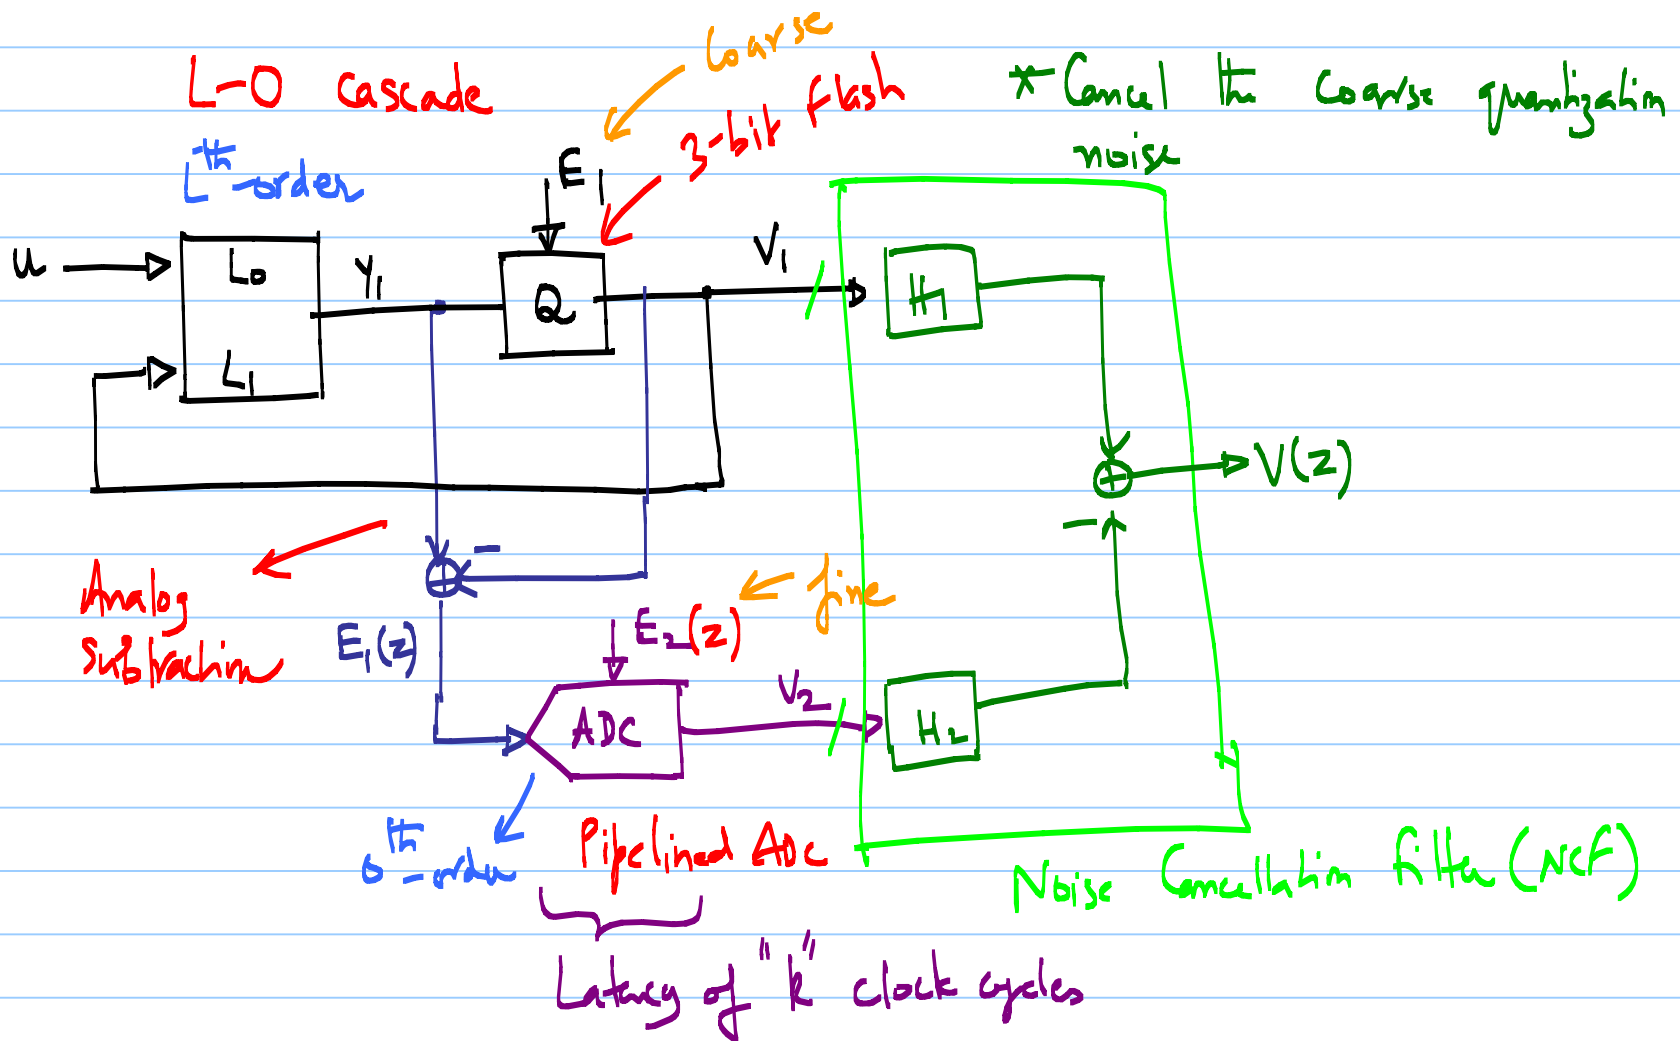 L-0 cascade
Coarse
3-bit flash
*Cancel the coarse quantization
noise
Lth-order
E1
u
L0
L1
Y1
Q
V1
H1
V(z)
-
Analog
subtraction
-
E1(z)
E2(z)
fine
ADC
V2
H2
0th-order
Pipelined ADC
Noise Cancellation filter (NCF)
Latency of "k" clock cycles